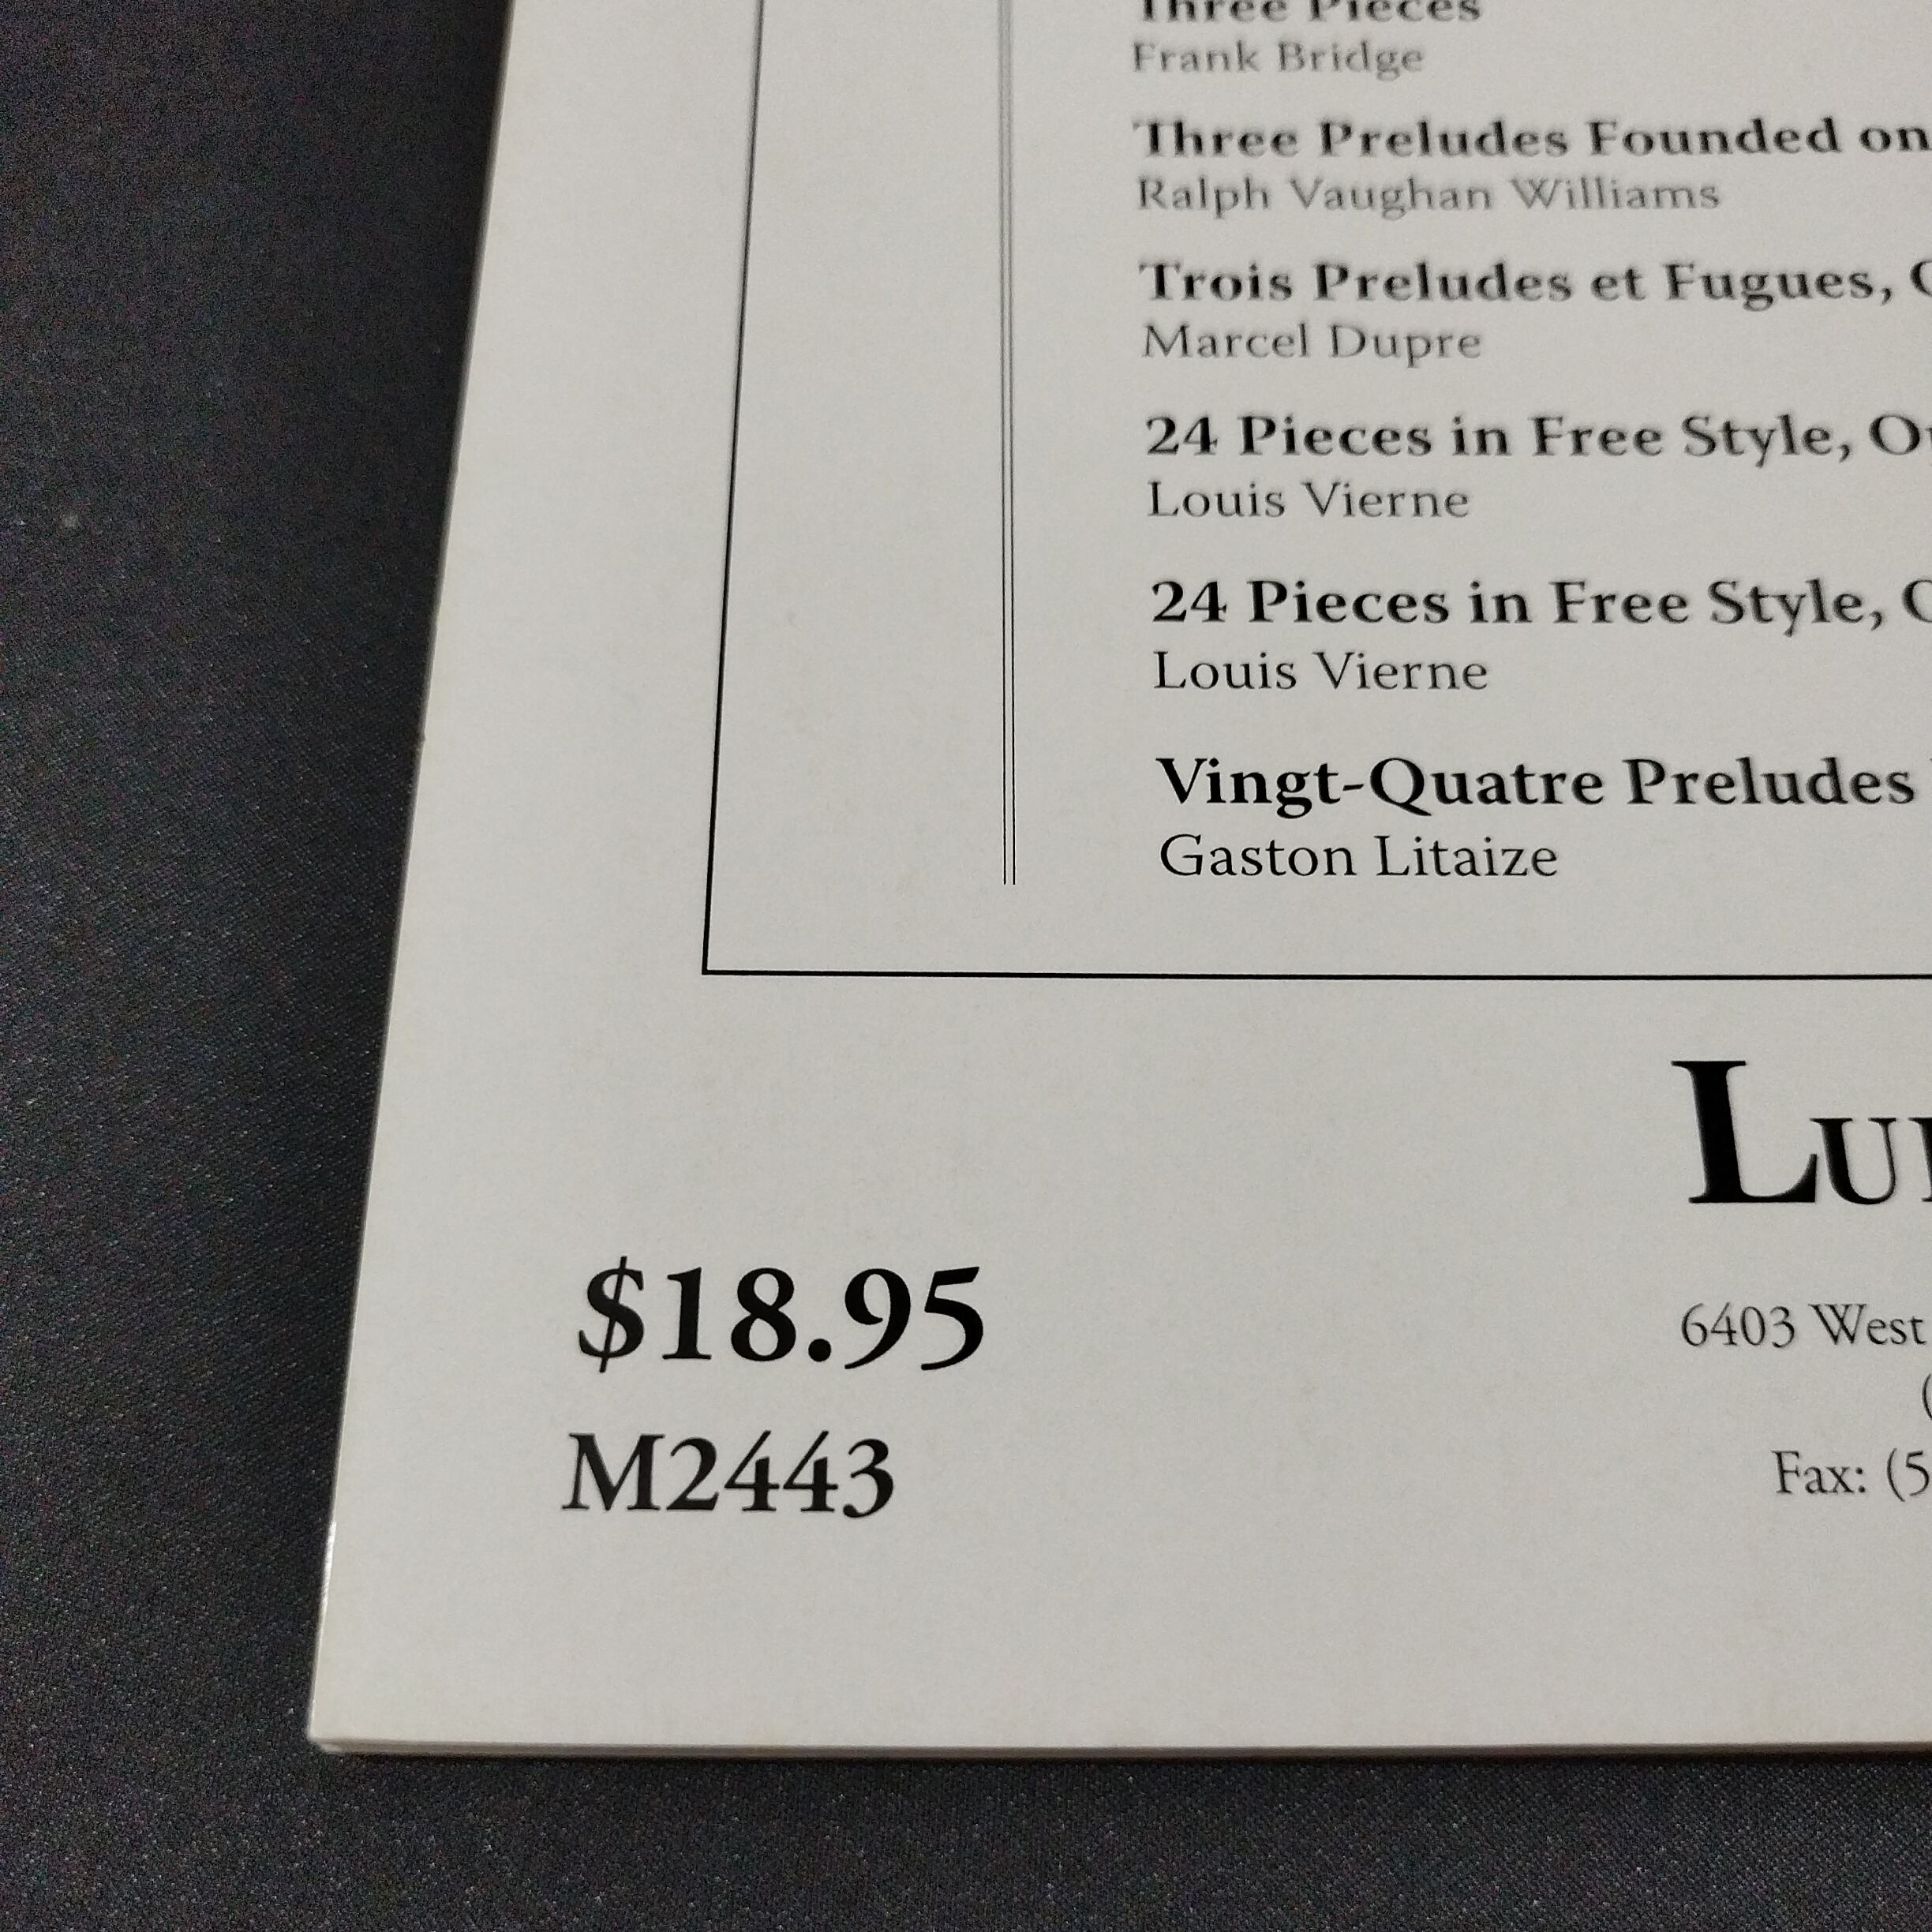 Three Pieces
Frank Bridge
Three Preludes Founded on
Ralph Vaughan Williams
Trois Preludes et Fugues,
Marcel Dupre
24 Pieces in Free Style,
Louis Vierne
24 Pieces in Free Style,
Louis Vierne
Vingt-Quatre Preludes
Gaston Litaize
$18.95
M2443
6403 West
Fax: (5